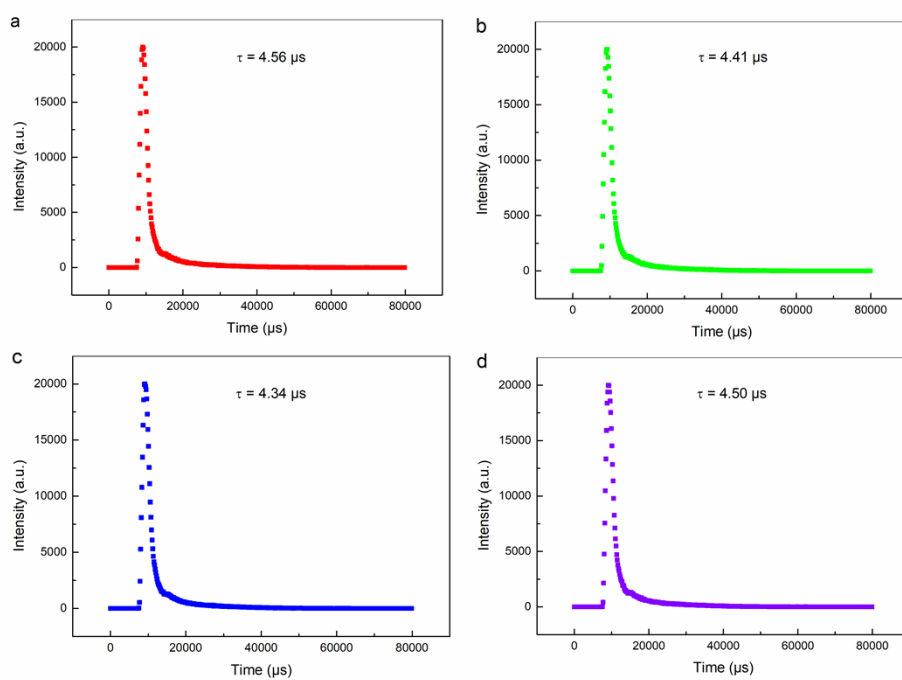 a
τ = 4.56 µs
20000
15000
10000
5000
0
Intensity (a.u.)
0 20000 40000 60000 80000
Time (µs)
b
τ = 4.41 µs
20000
15000
10000
5000
0
Intensity (a.u.)
0 20000 40000 60000 80000
Time (µs)
c
τ = 4.34 µs
20000
15000
10000
5000
0
Intensity (a.u.)
0 20000 40000 60000 80000
Time (µs)
d
τ = 4.50 µs
20000
15000
10000
5000
0
Intensity (a.u.)
0 20000 40000 60000 80000
Time (µs)